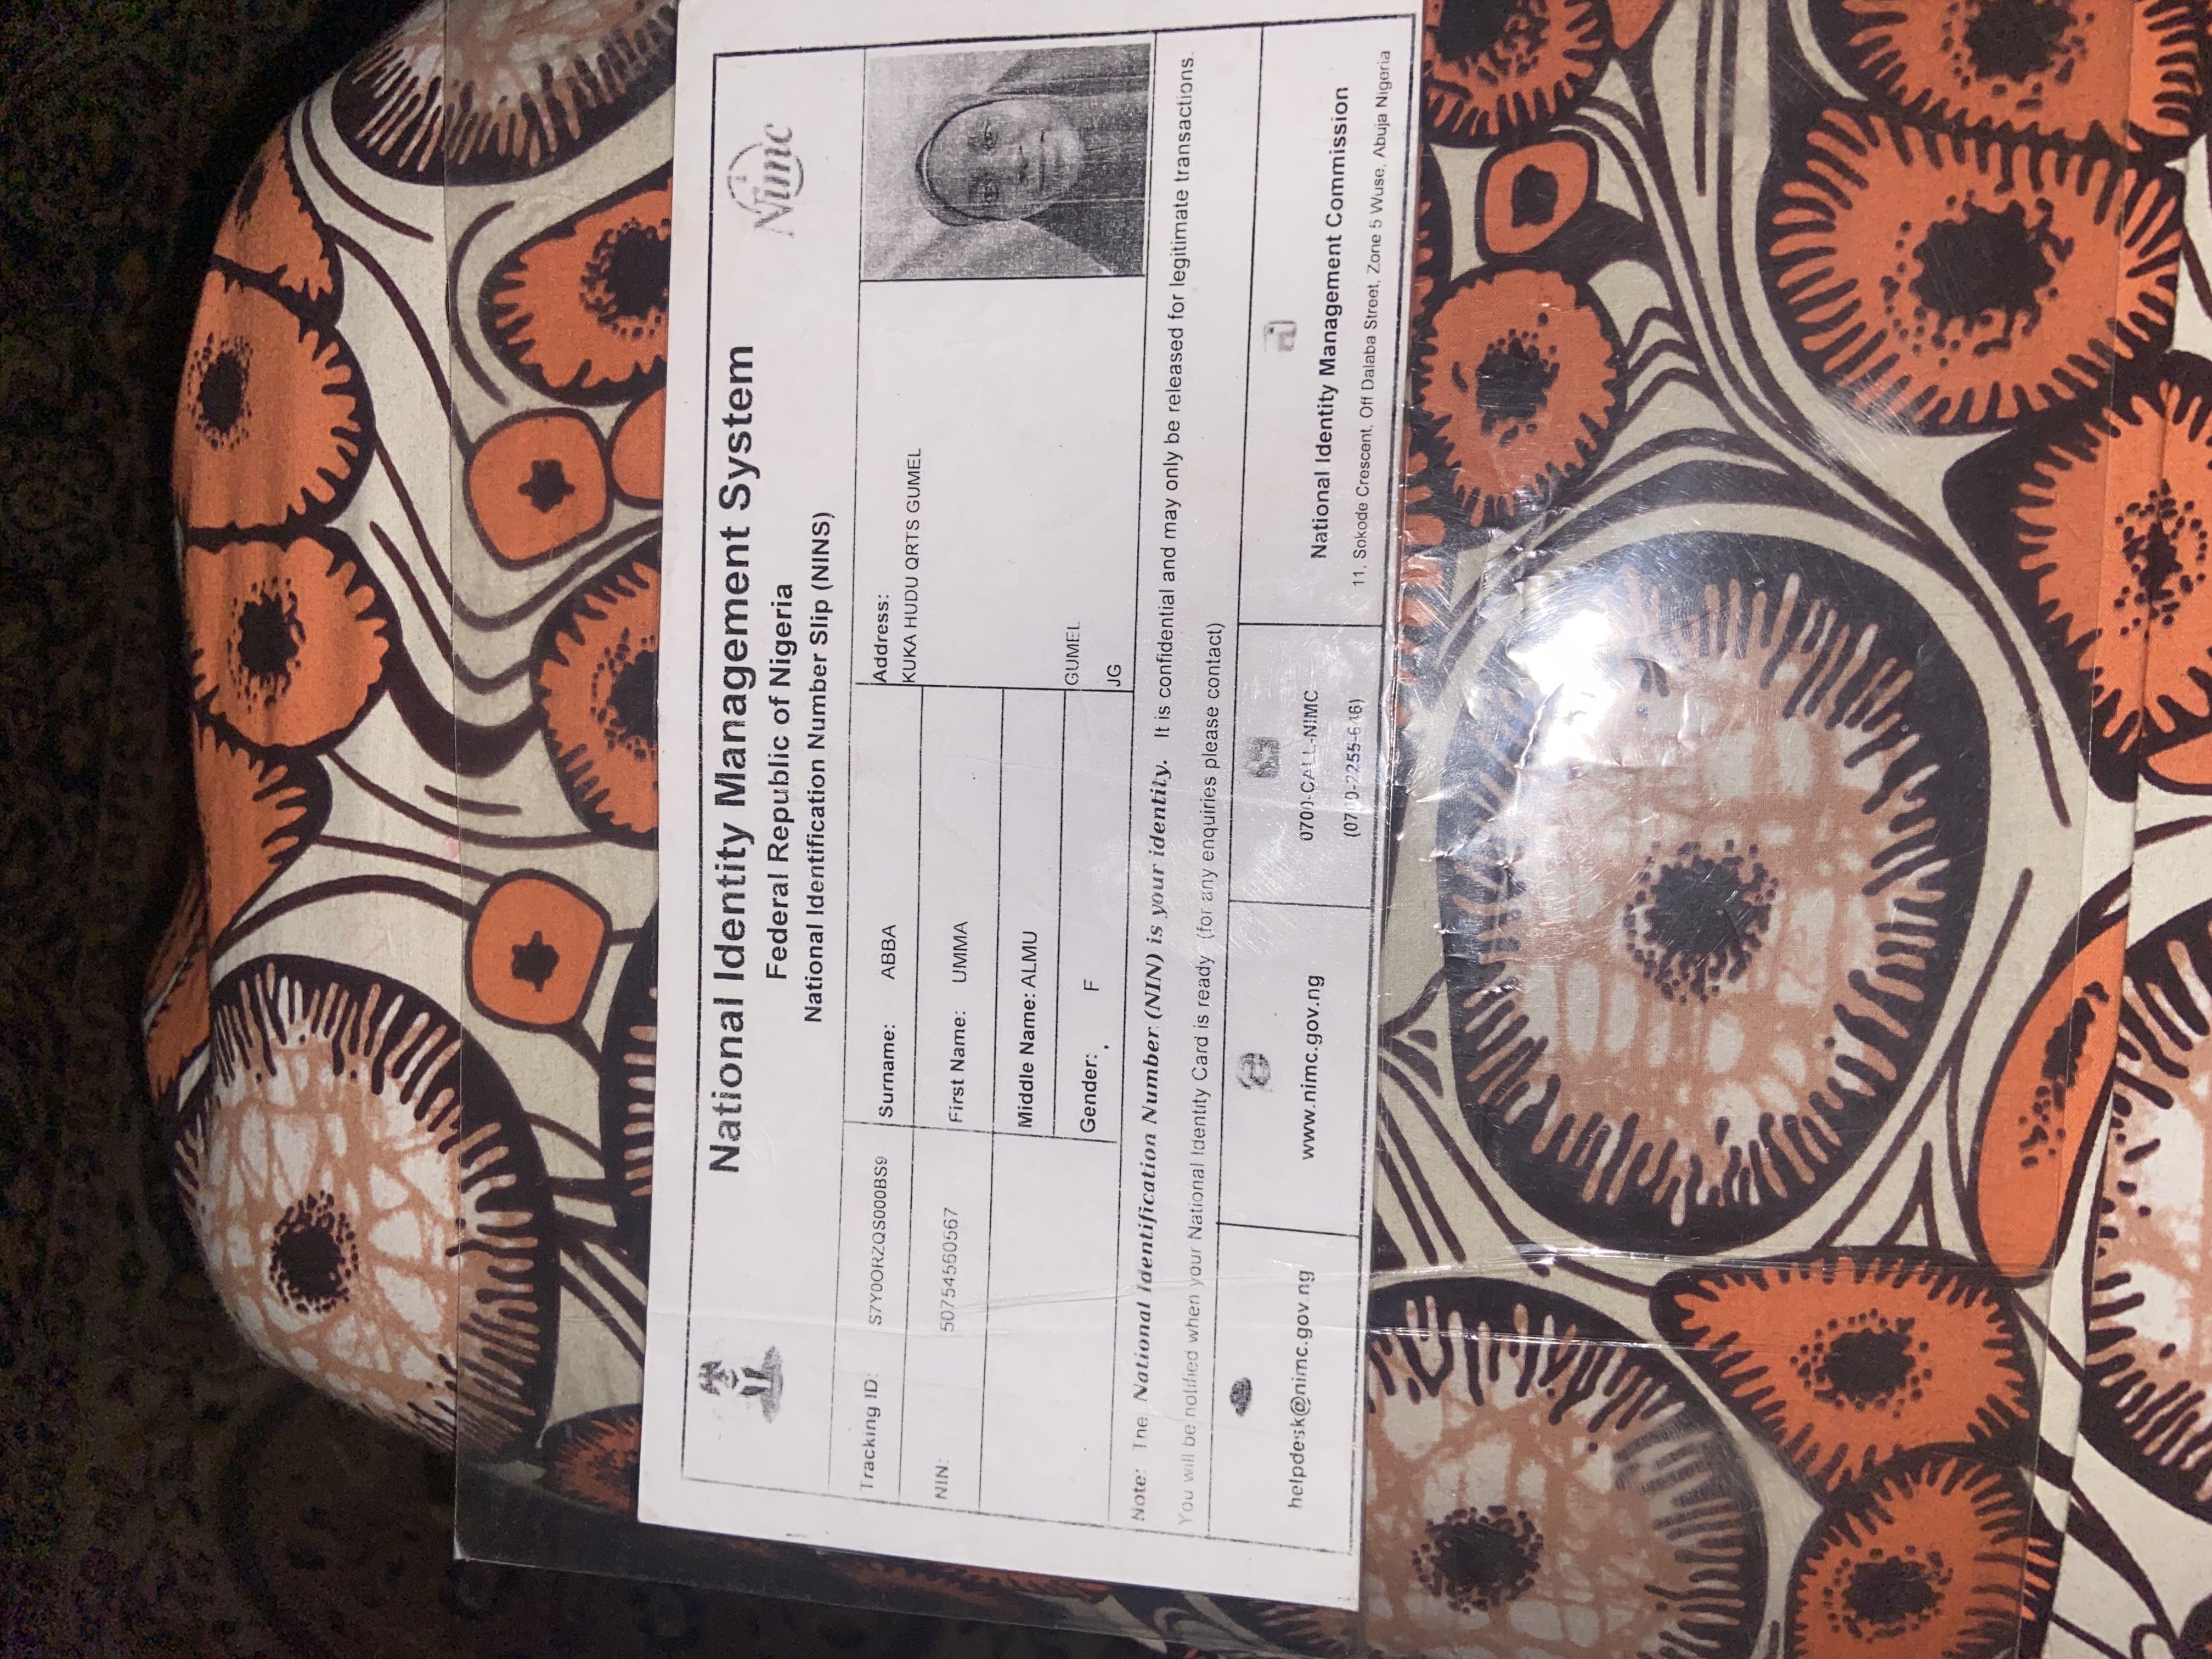 National Identity Management System
Federal Republic of Nigeria
National Identification Number Slip (NINS)
Nimc
Tracking ID: S7Y0ORZQS000BS9
Surname: ABBA
Address:
KUKA HUDU QRTS GUMEL
NIN: 50754560567
First Name: UMMA
Middle Name: ALMU
GUMEL
Gender: F
JG
Note: The National Identification Number (NIN) is your identity. It is confidential and may only be released for legitimate transactions.
You will be notified when your National Identity Card is ready (for any enquiries please contact)
helpdesk@nimc.gov.ng
www.nimc.gov.ng
0700-CALL-NIMC
(0700-2255-646)
National Identity Management Commission
11, Sokode Crescent, Off Dalaba Street, Zone 5 Wuse, Abuja Nigeria